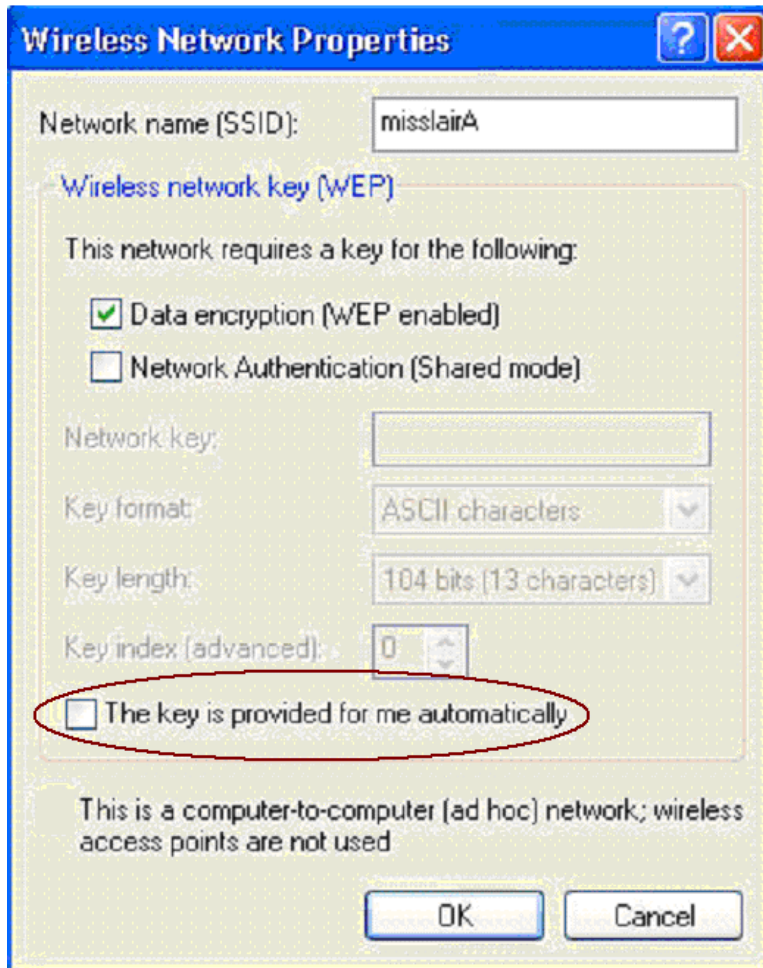 Wireless Network Properties
Network name (SSID): misslairA
Wireless network key (WEP)
This network requires a key for the following:
Data encryption (WEP enabled)
Network Authentication (Shared mode)
Network key:
Key format: ASCII characters
Key length: 104 bits (13 characters)
Key index (advanced): 0
The key is provided for me automatically
This is a computer-to-computer (ad hoc) network; wireless
access points are not used
OK Cancel